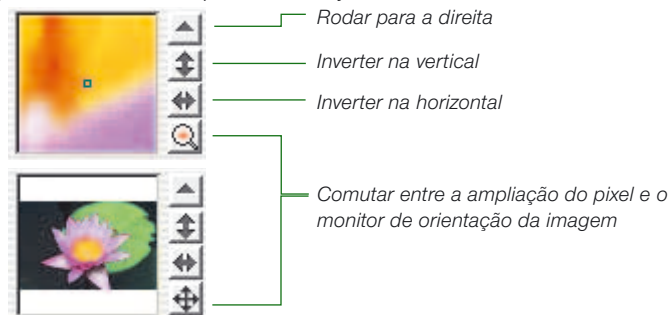 Rodar para a direita
Inverter na vertical
Inverter na horizontal
Comutar entre a ampliação do pixel e o
monitor de orientação da imagem